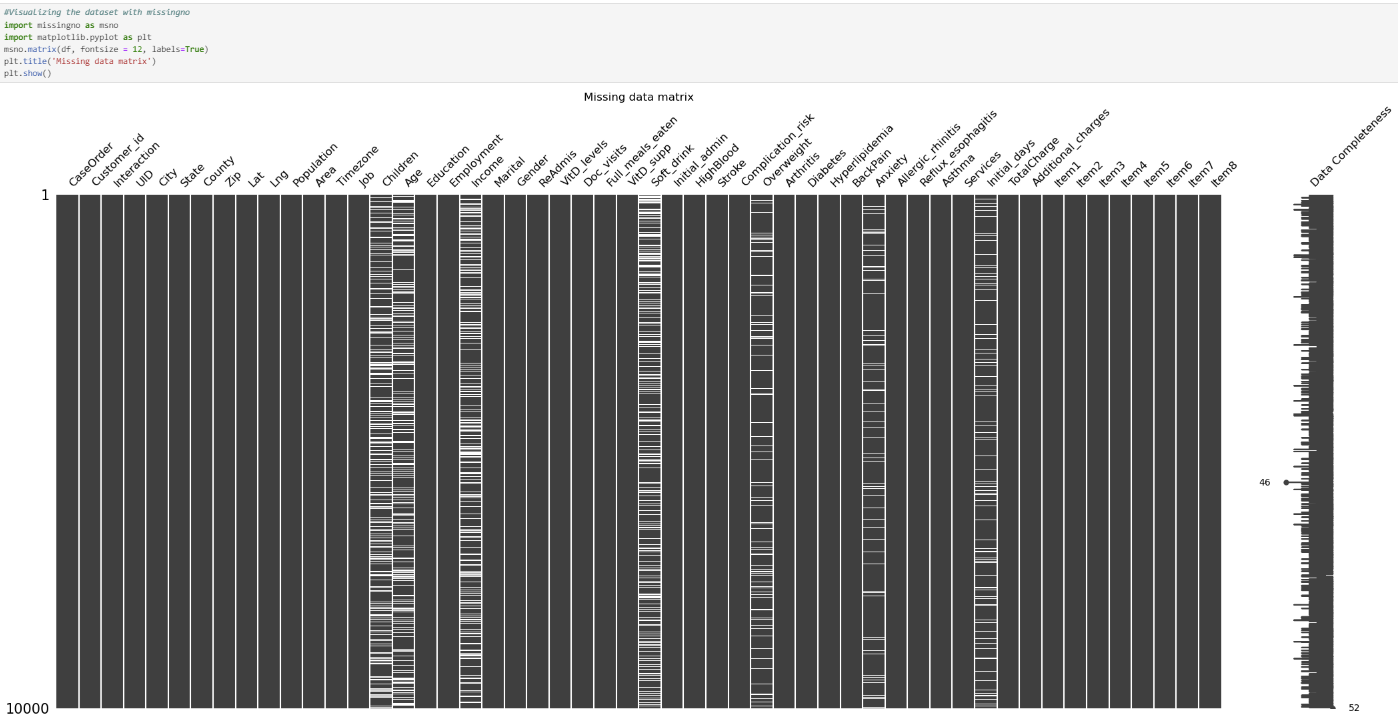 #Visualizing the dataset with missingno
import missingno as msno
import matplotlib.pyplot as plt
msno.matrix(df, fontsize = 12, labels=True)
plt.title('Missing data matrix')
plt.show()
Missing data matrix
CaseOrder
Customer_id
Interaction
UID
City
State
County
Zip
Lat
Lng
Population
Area
Timezone
Job
Children
Age
Education
Employment
Income
Marital
Gender
ReAdmis
VitD_levels
Doc_visits
Full_meals_eaten
VitD_supp
Soft_drink
Initial_admin
HighBlood
Stroke
Complication_risk
Overweight
Arthritis
Diabetes
Hyperlipidemia
BackPain
Anxiety
Allergic_rhinitis
Reflux_esophagitis
Asthma
Services
Initial_days
TotalCharge
Additional_charges
Item1
Item2
Item3
Item4
Item5
Item6
Item7
Item8
Data Completeness
1
46
10000
52